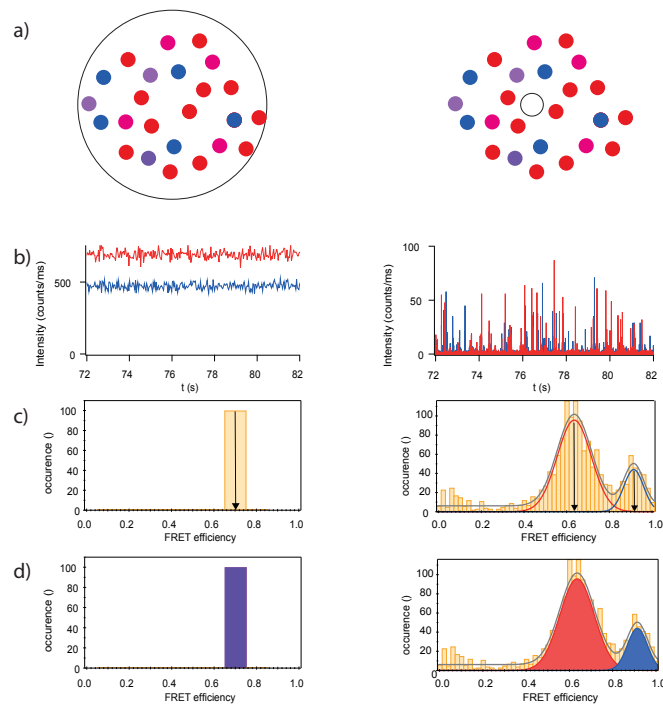 a)
b)
Intensity (counts/ms)
500
0
72 74 76 78 80 82
t (s)
Intensity (counts/ms)
100
50
0
72 74 76 78 80 82
t (s)
c)
occurence ()
100
80
60
40
20
0
0.0 0.2 0.4 0.6 0.8 1.0
FRET efficiency
occurence ()
100
80
60
40
20
0
0.0 0.2 0.4 0.6 0.8 1.0
FRET efficiency
d)
occurence ()
100
80
60
40
20
0
0.0 0.2 0.4 0.6 0.8 1.0
FRET efficiency
occurence ()
100
80
60
40
20
0.0 0.2 0.4 0.6 0.8 1.0
FRET efficiency